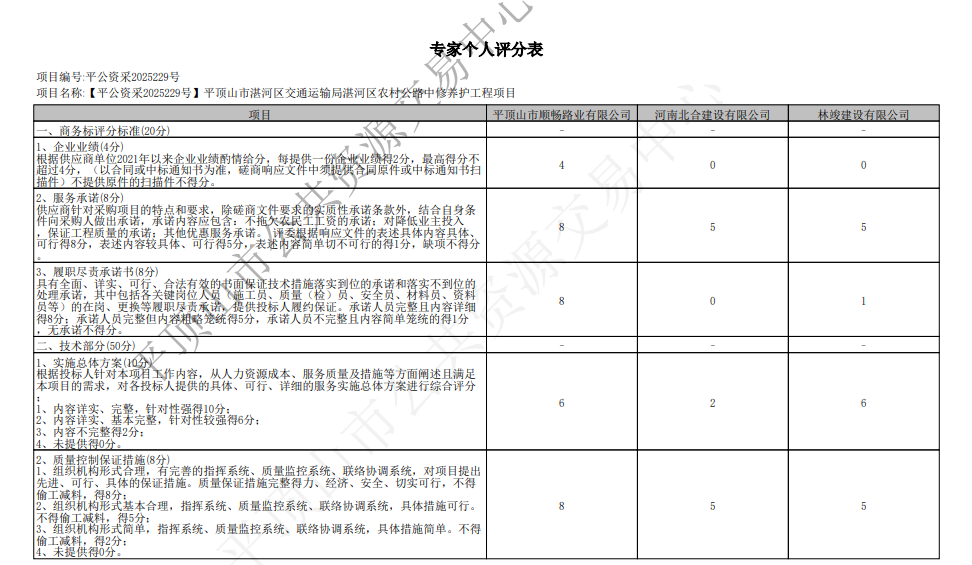 专家个人评分表
项目编号:平公资采2025229号
项目名称:【平公资采2025229号】平顶山市湛河区交通运输局湛河区农村公路中修养护工程项目
项目 平顶山市顺畅路业有限公司 河南北合建设有限公司 林竣建设有限公司
一、商务标评分标准(20分) - - -
1、企业业绩(4分)
根据供应商单位2021年以来企业业绩酌情给分，每提供一份企业业绩得2分，最高得分不
超过4分，（以合同或中标通知书为准，磋商响应文件中须提供合同原件或中标通知书扫
描件）不提供原件的扫描件不得分。
4 0 0
2、服务承诺(8分)
供应商针对采购项目的特点和要求，除磋商文件要求的实质性承诺条款外，结合自身条
件向采购人做出承诺，承诺内容应包含：不拖欠农民工工资的承诺；对降低业主投入
，保证工程质量的承诺；其他优惠服务承诺。 评委根据响应文件的表述具体内容具体、
可行得8分，表述内容较具体、可行得5分，表述内容简单切不可行的得1分，缺项不得分
。
8 5 5
3、履职尽责承诺书(8分)
具有全面、详实、可行、合法有效的书面保证技术措施落实到位的承诺和落实不到位的
处理承诺，其中包括各关键岗位人员（施工员、质量（检）员、安全员、材料员、资料
员等）的在岗、更换等履职尽责承诺，提供投标人履约保证。承诺人员完整且内容详细
得8分；承诺人员完整但内容粗略笼统得5分，承诺人员不完整且内容简单笼统的得1分
，无承诺不得分。
8 0 1
二、技术部分(50分) - - -
1、实施总体方案(10分)
根据投标人针对本项目工作内容，从人力资源成本、服务质量及措施等方面阐述且满足
本项目的需求，对各投标人提供的具体、可行、详细的服务实施总体方案进行综合评分
；
1、内容详实、完整，针对性强得10分；
2、内容详实、基本完整，针对性较强得6分；
3、内容不完整得2分；
4、未提供得0分。
6 2 6
2、质量控制保证措施(8分)
1、组织机构形式合理，有完善的指挥系统、质量监控系统、联络协调系统，对项目提出
先进、可行、具体的保证措施。质量保证措施完整得力、经济、安全、切实可行，不得
偷工减料，得8分；
2、组织机构形式基本合理，指挥系统、质量监控系统、联络协调系统，具体措施可行。
不得偷工减料，得5分；
3、组织机构形式简单，指挥系统、质量监控系统、联络协调系统，具体措施简单。不得
偷工减料，得2分；
4、未提供得0分。
8 5 5
平顶山市公共资源交易中心
平顶山市公共资源交易中心